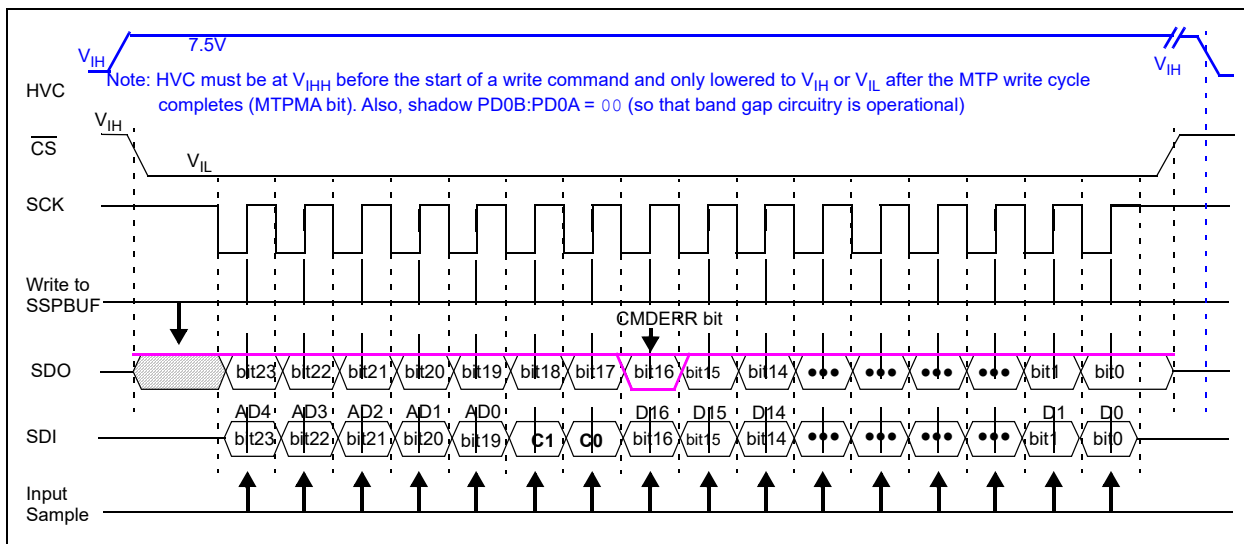 7.5V
VIH
VIH
Note: HVC must be at VIHH before the start of a write command and only lowered to VIH or VIL after the MTP write cycle
HVC
completes (MTPMA bit). Also, shadow PD0B:PD0A = 00 (so that band gap circuitry is operational)
VIH
CS
VIL
SCK
Write to
SSPBUF
CMDERR bit
SDO bit23 bit22 bit21 bit20 bit19 bit18 bit17 bit16 bit15 bit14 ••• ••• ••• ••• bit1 bit0
AD4 AD3 AD2 AD1 AD0 D16 D15 D14 D1 D0
SDI bit23 bit22 bit21 bit20 bit19 C1 C0 bit16 bit15 bit14 ••• ••• ••• ••• bit1 bit0
Input
Sample